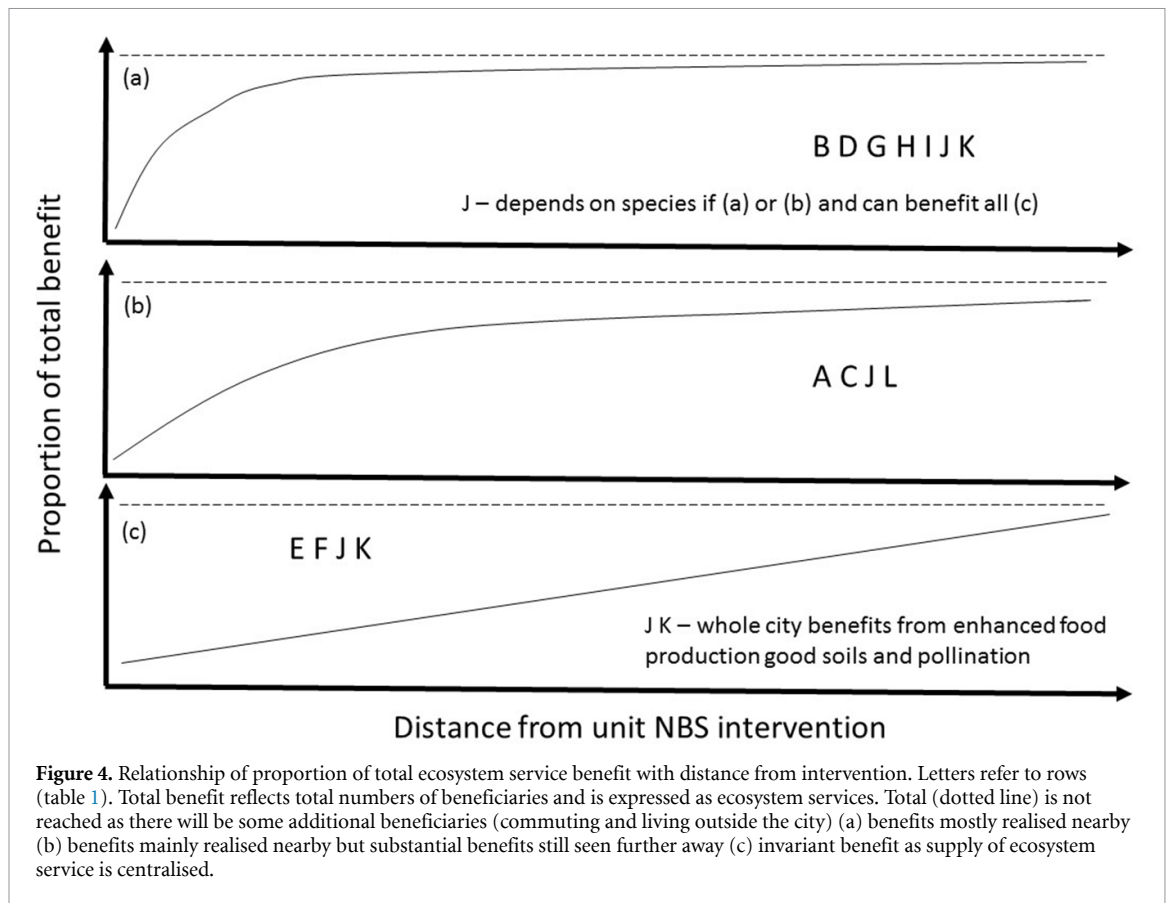 (a)
B D G H I J K
J – depends on species if (a) or (b) and can benefit all (c)
Proportion of total benefit
(b)
A C J L
(c)
E F J K
J K – whole city benefits from enhanced food
production good soils and pollination
Distance from unit NBS intervention
Figure 4. Relationship of proportion of total ecosystem service benefit with distance from intervention. Letters refer to rows
(table 1). Total benefit reflects total numbers of beneficiaries and is expressed as ecosystem services. Total (dotted line) is not
reached as there will be some additional beneficiaries (commuting and living outside the city) (a) benefits mostly realised nearby
(b) benefits mainly realised nearby but substantial benefits still seen further away (c) invariant benefit as supply of ecosystem
service is centralised.